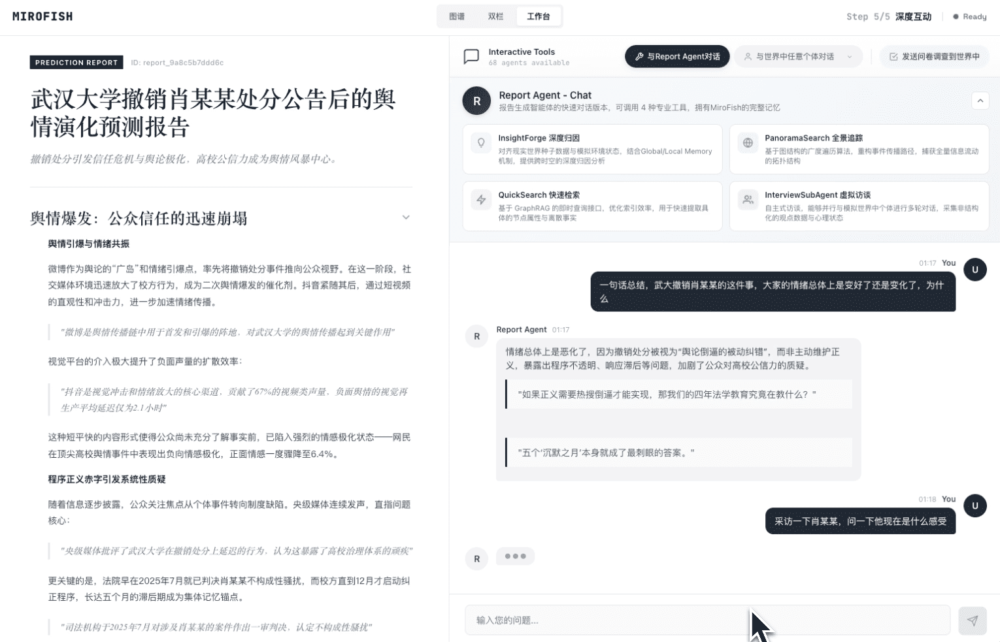 MIROFISH
图谱
双栏
工作台
Step 5/5 深度互动
Ready
PREDICTION REPORT
ID: report_9a8c5b7ddd6c
武汉大学撤销肖某某处分公告后的舆
情演化预测报告
撤销处分引发信任危机与舆论极化，高校公信力成为舆情风暴中心。
舆情爆发：公众信任的迅速崩塌
舆情引爆与情绪共振
微博作为舆论的“广岛”和情绪引爆点，率先将撤销处分事件推向公众视野。在这一阶段，社
交媒体环境迅速放大了校方行为，成为二次舆情爆发的催化剂。抖音紧随其后，通过短视频
的直观性和冲击力，进一步加速情绪传播。
"微博是舆情传播链中用于首发和引爆的阵地，对武汉大学的舆情传播起到关键作用"
视觉平台的介入极大提升了负面声量的扩散效率：
"抖音是视觉冲击和情绪放大的核心渠道，贡献了67%的视频类声量，负面舆情的视觉再
生产平均延迟仅为2.1小时"
这种短平快的内容形式使得公众尚未充分了解事实前，已陷入强烈的情感极化状态——网民
在顶尖高校舆情事件中表现出负向情感极化，正面情感一度骤降至6.4%。
程序正义赤字引发系统性质疑
随着信息逐步披露，公众关注焦点从个体事件转向制度缺陷。央级媒体连续发声，直指问题
核心：
"央级媒体批评了武汉大学在撤销处分上延迟的行为，认为这暴露了高校治理体系的顽疾"
更关键的是，法院早在2025年7月就已判决肖某某不构成性骚扰，而校方直到12月才启动纠
正程序，长达五个月的滞后期成为集体记忆锚点。
"司法机构于2025年7月对涉及肖某某的案件作出一审判决，认定不构成性骚扰"
Interactive Tools
68 agents available
与Report Agent对话
与世界中任意个体对话
发送问卷调查到世界中
R
Report Agent - Chat
报告生成智能体的快速对话版本，可调用 4 种专业工具，拥有MiroFish的完整记忆
InsightForge 深度归因
对齐现实世界种子数据与模拟环境状态，结合Global/Local Memory
机制，提供跨时空的深度归因分析
PanoramaSearch 全景追踪
基于图结构的广度遍历算法，重构事件传播路径，捕获全量信息流动
的拓扑结构
QuickSearch 快速检索
基于 GraphRAG 的即时查询接口，优化索引效率，用于快速提取具
体的节点属性与离散事实
InterviewSubAgent 虚拟访谈
自主式访谈，能够并行与模拟世界中个体进行多轮对话，采集非结构
化的观点数据与心理状态
01:17 You
U
一句话总结，武大撤销肖某某的这件事，大家的情绪总体上是变好了还是变化了，为什
么
R
Report Agent 01:17
情绪总体上是恶化了，因为撤销处分被视为“舆论倒逼的被动纠错”，而非主动维护正
义，暴露出程序不透明、响应滞后等问题，加剧了公众对高校公信力的质疑。
"如果正义需要热搜倒逼才能实现，那我们的四年法学教育究竟在教什么？"
"五个‘沉默之月’本身就成了最刺眼的答案。"
01:18 You
U
采访一下肖某某，问一下他现在是什么感受
R
输入您的问题...